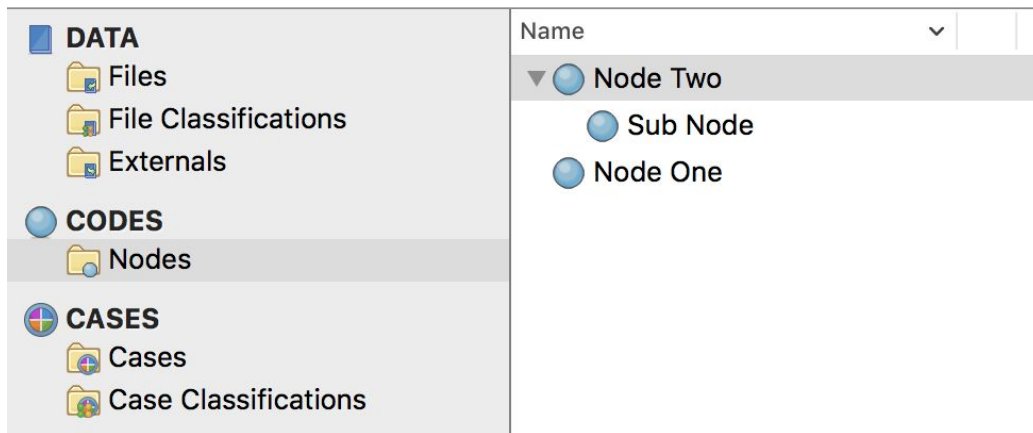 DATA
Files
File Classifications
Externals
CODES
Nodes
CASES
Cases
Case Classifications
Name
Node Two
Sub Node
Node One